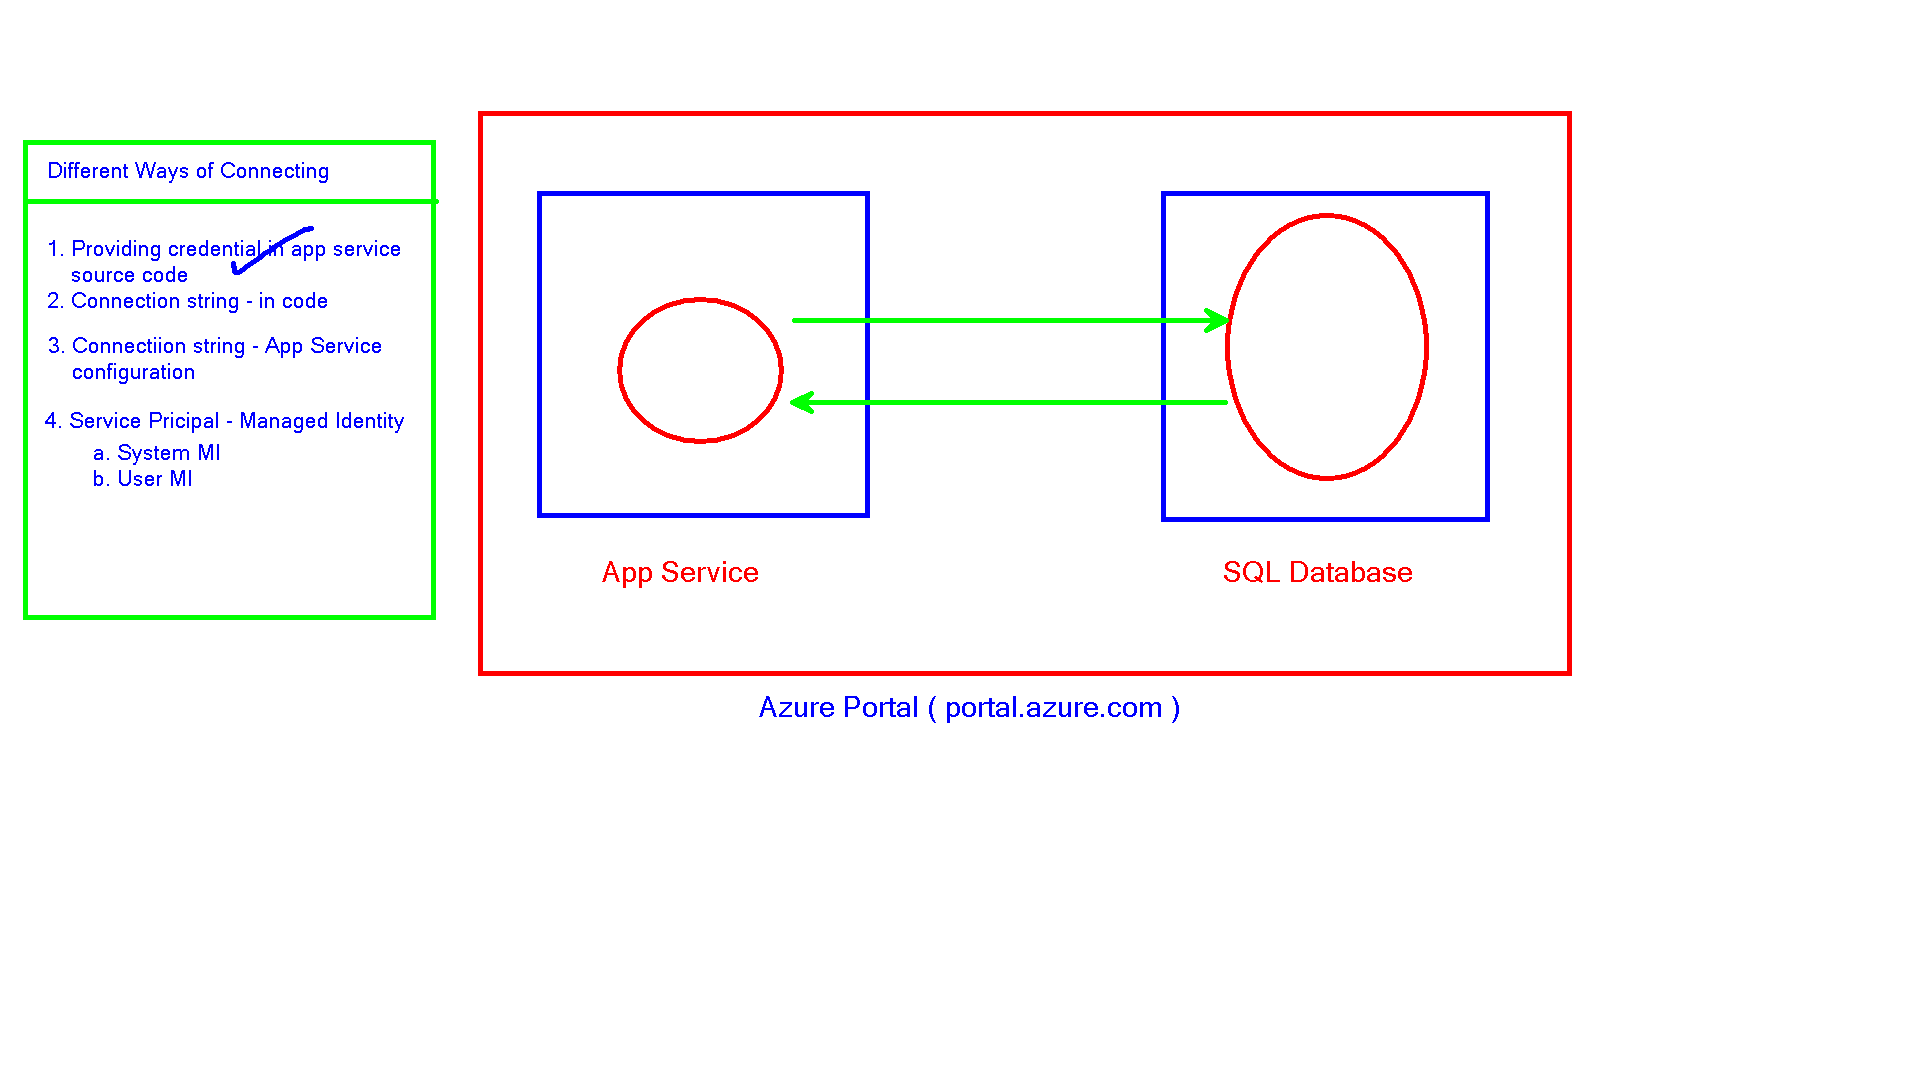 Different Ways of Connecting
1. Providing credential in app service
source code
2. Connection string - in code
3. Connectiion string - App Service
configuration
4. Service Pricipal - Managed Identity
a. System MI
b. User MI
App Service
SQL Database
Azure Portal ( portal.azure.com )